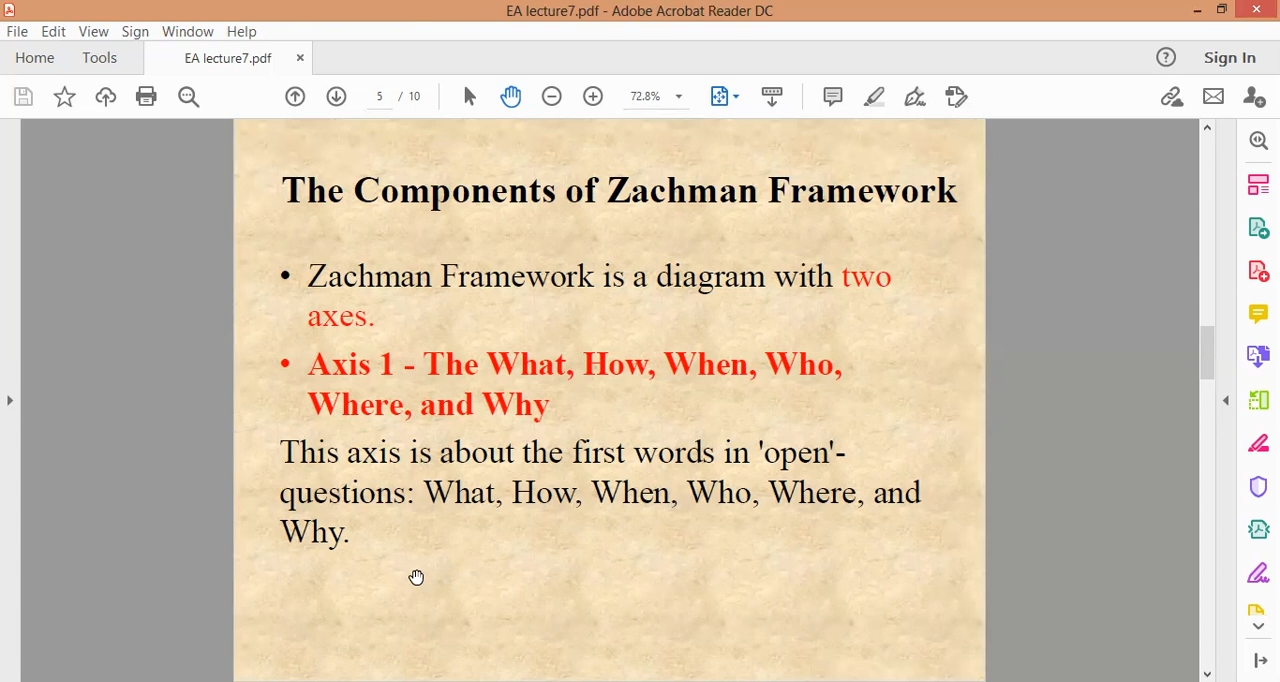 EA lecture7.pdf - Adobe Acrobat Reader DC
File Edit View Sign Window Help
Home Tools EA lecture7.pdf × ? Sign In
5 / 10 72.8%
The Components of Zachman Framework
• Zachman Framework is a diagram with two
axes.
• Axis 1 - The What, How, When, Who,
Where, and Why
This axis is about the first words in 'open'-
questions: What, How, When, Who, Where, and
Why.